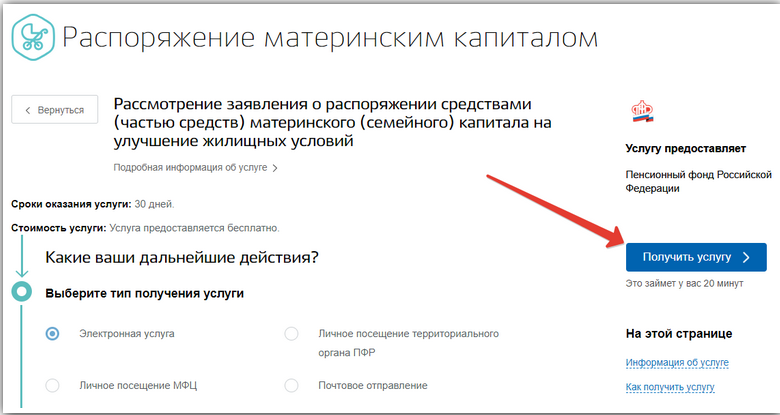 Распоряжение материнским капиталом
Вернуться
Рассмотрение заявления о распоряжении средствами
(частью средств) материнского (семейного) капитала на
улучшение жилищных условий
Подробная информация об услуге
Сроки оказания услуги: 30 дней.
Стоимость услуги: Услуга предоставляется бесплатно.
Какие ваши дальнейшие действия?
Выберите тип получения услуги
Электронная услуга
Личное посещение территориального
органа ПФР
Личное посещение МФЦ
Почтовое отправление
Услугу предоставляет
Пенсионный фонд Российской
Федерации
Получить услугу
Это займет у вас 20 минут
На этой странице
Информация об услуге
Как получить услугу